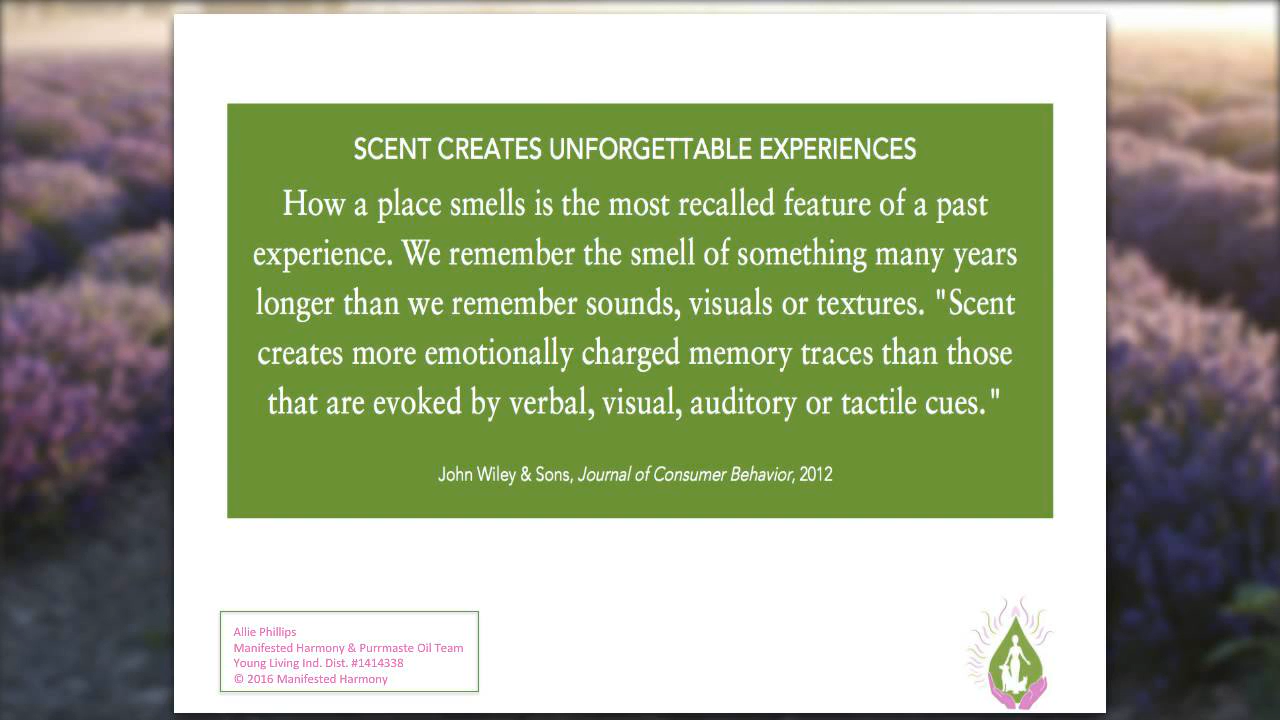 SCENT CREATES UNFORGETTABLE EXPERIENCES
How a place smells is the most recalled feature of a past
experience. We remember the smell of something many years
longer than we remember sounds, visuals or textures. "Scent
creates more emotionally charged memory traces than those
that are evoked by verbal, visual, auditory or tactile cues."
John Wiley & Sons, Journal of Consumer Behavior, 2012
Allie Phillips
Manifested Harmony & Purrmaste Oil Team
Young Living Ind. Dist. #1414338
© 2016 Manifested Harmony